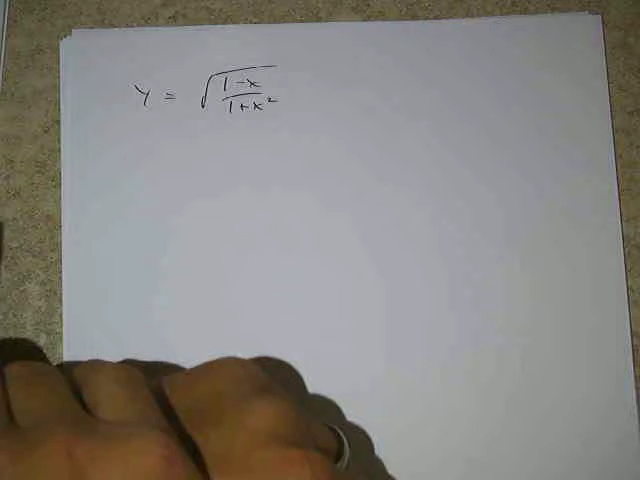 y = √((1-x)/(1+x²))